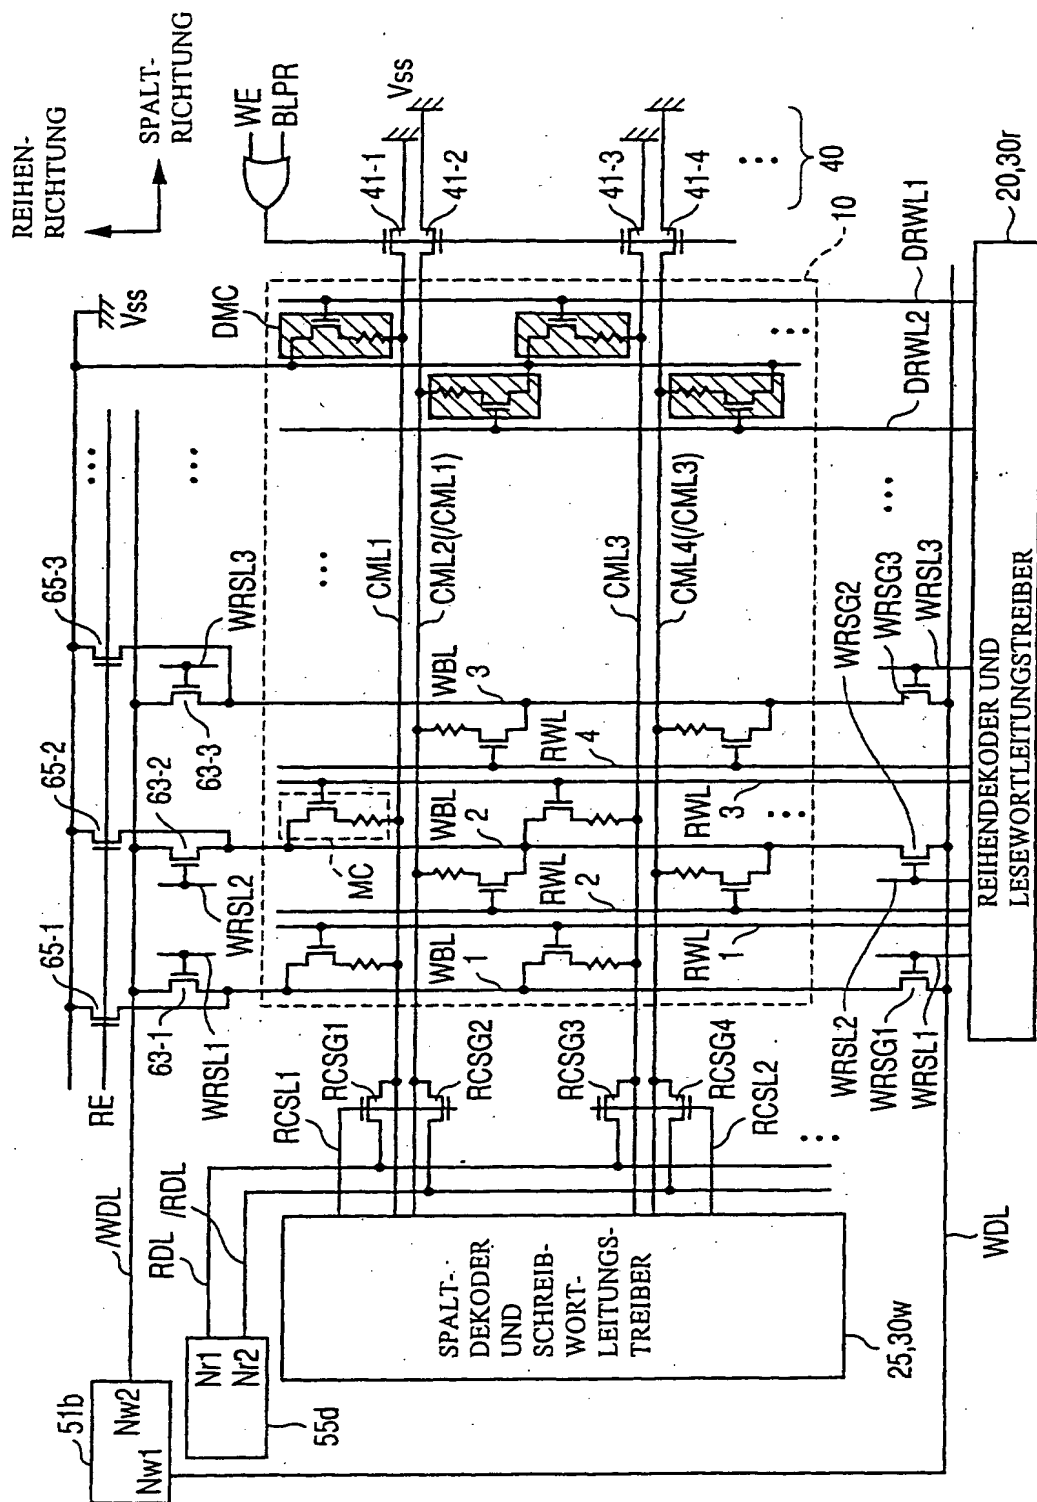 REIHEN-
RICHTUNG
SPALT-
RICHTUNG
WE
BLPR
Vss
Vss
41-1
41-2
41-3
41-4
40
10
DMC
DRWL1
DRWL2
20,30r
65-1
65-2
65-3
63-1
63-2
63-3
RE
WRSL1
WRSL2
WRSL3
/WDL
RDL
/RDL
51b
Nw2
Nw1
Nr1
Nr2
55d
CML1
CML2(/CML1)
CML3
CML4(/CML3)
WBL
1
WBL
2
WBL
3
RWL
1
RWL
2
RWL
3
RWL
4
MC
RCSL1
RCSG1
RCSG2
RCSG3
RCSG4
RCSL2
SPALT-
DEKODER
UND
SCHREIB
WORT-
LEITUNGS-
TREIBER
25,30w
WDL
WRSL2
WRSG1
WRSL1
WRSG2
WRSG3
WRSL3
REIHENDEKODER UND
LESEWORTLEITUNGSTREIBER